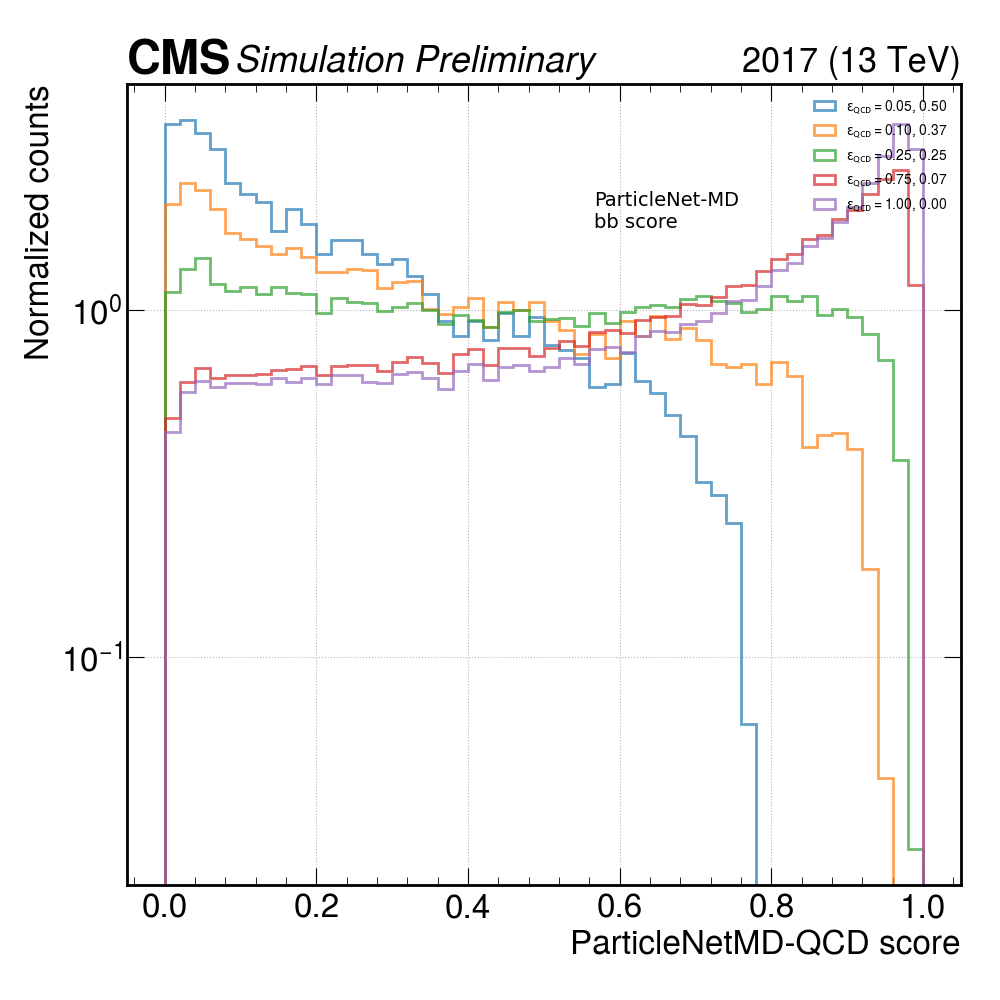 CMS Simulation Preliminary 2017 (13 TeV)
Normalized counts
ε_QCD = 0.05, 0.50
ε_QCD = 0.10, 0.37
ε_QCD = 0.25, 0.25
ε_QCD = 0.75, 0.07
ε_QCD = 1.00, 0.00
ParticleNet-MD
bb score
10⁰
10⁻¹
0.0 0.2 0.4 0.6 0.8 1.0
ParticleNetMD-QCD score